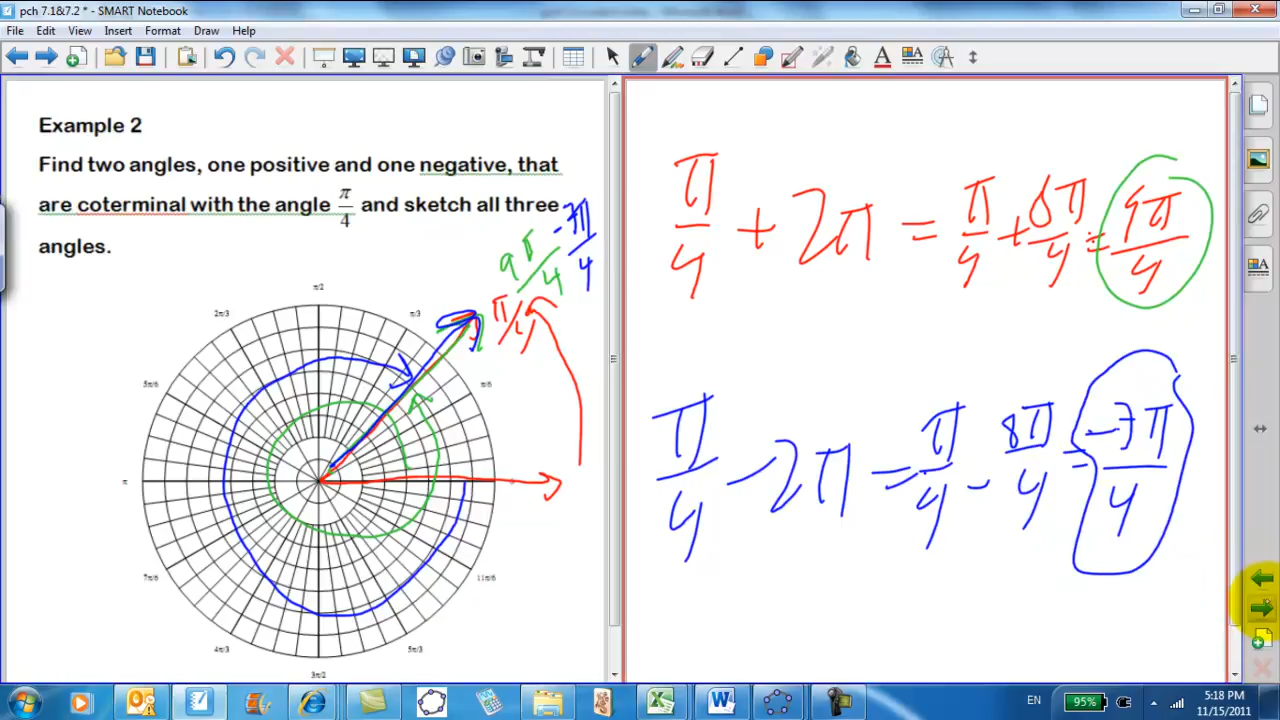 pch 7.1&7.2 * - SMART Notebook
File Edit View Insert Format Draw Help
Example 2
Find two angles, one positive and one negative, that
are coterminal with the angle π/4 and sketch all three
angles.
-7π/4
9π/4
π/4
π/2
2π/3 π/3
5π/6 π/6
π
7π/6 11π/6
4π/3 5π/3
3π/2
π/4 + 2π = π/4 + 8π/4 = 9π/4
π/4 - 2π = π/4 - 8π/4 = -7π/4
EN 95% 5:18 PM
11/15/2011